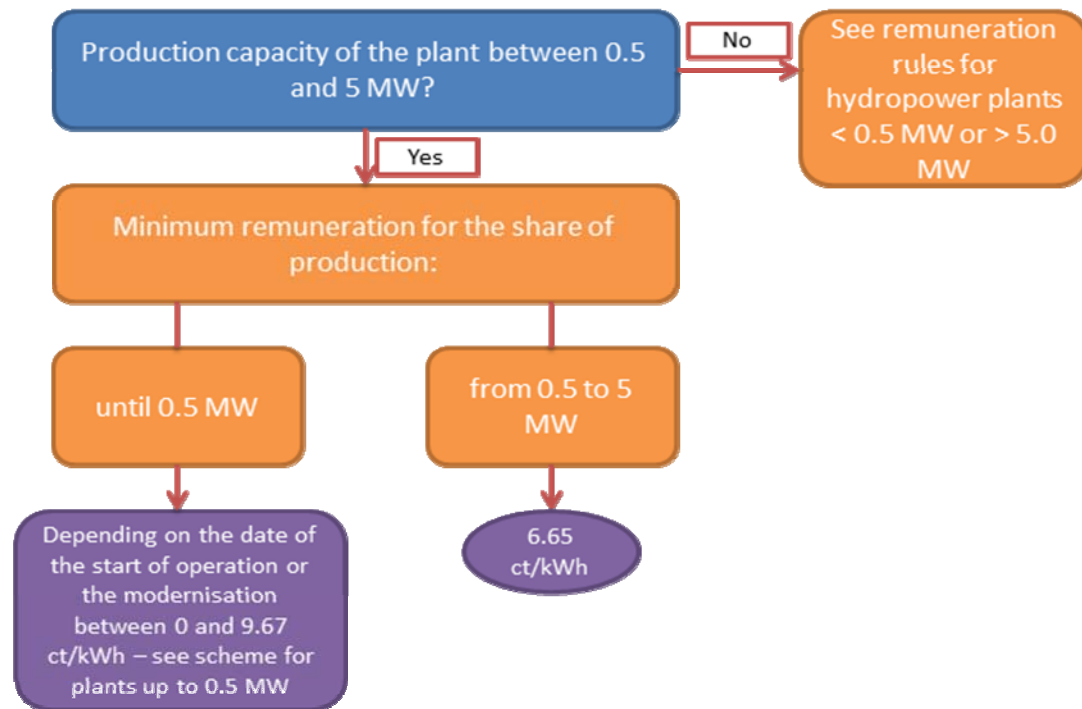 Production capacity of the plant between 0.5
and 5 MW?
No
See remuneration
rules for
hydropower plants
< 0.5 MW or > 5.0
MW
Yes
Minimum remuneration for the share of
production:
until 0.5 MW
from 0.5 to 5
MW
Depending on the date of
the start of operation or
the modernisation
between 0 and 9.67
ct/kWh – see scheme for
plants up to 0.5 MW
6.65
ct/kWh